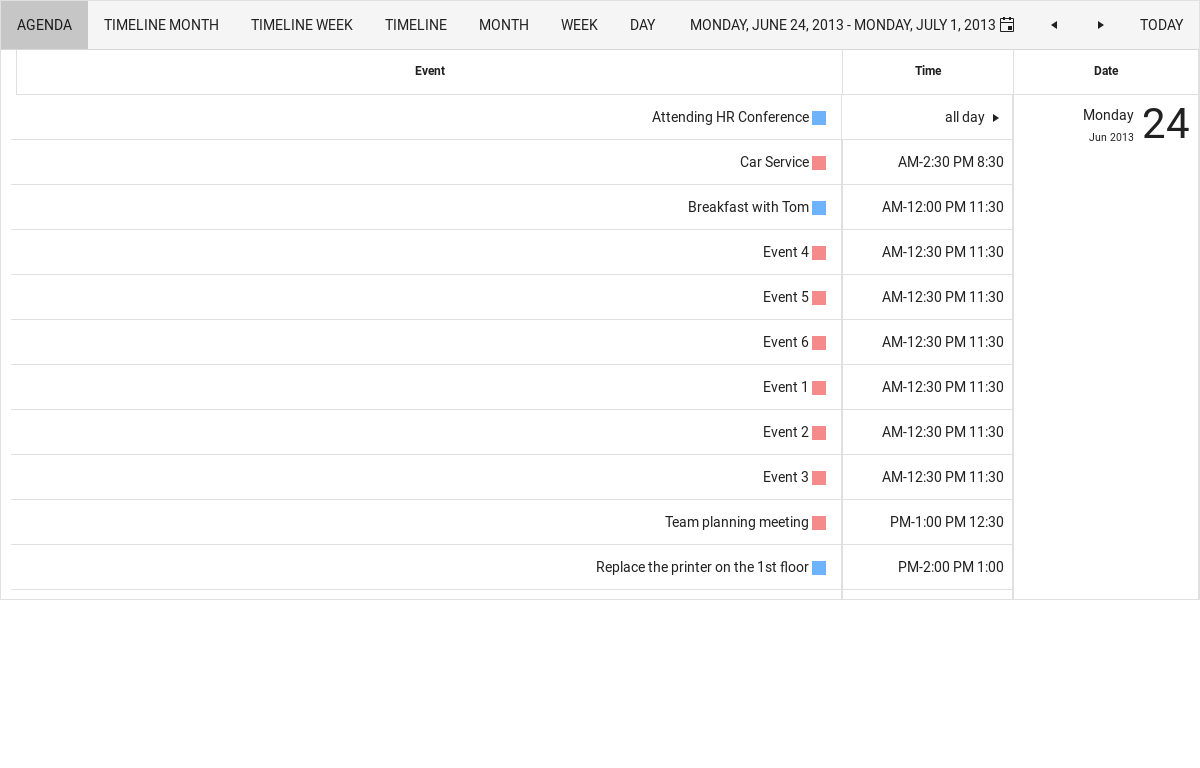 AGENDA TIMELINE MONTH TIMELINE WEEK TIMELINE MONTH WEEK DAY MONDAY, JUNE 24, 2013 - MONDAY, JULY 1, 2013 TODAY
Event Time Date
Attending HR Conference all day Monday 24
Jun 2013
Car Service AM-2:30 PM 8:30
Breakfast with Tom AM-12:00 PM 11:30
Event 4 AM-12:30 PM 11:30
Event 5 AM-12:30 PM 11:30
Event 6 AM-12:30 PM 11:30
Event 1 AM-12:30 PM 11:30
Event 2 AM-12:30 PM 11:30
Event 3 AM-12:30 PM 11:30
Team planning meeting PM-1:00 PM 12:30
Replace the printer on the 1st floor PM-2:00 PM 1:00